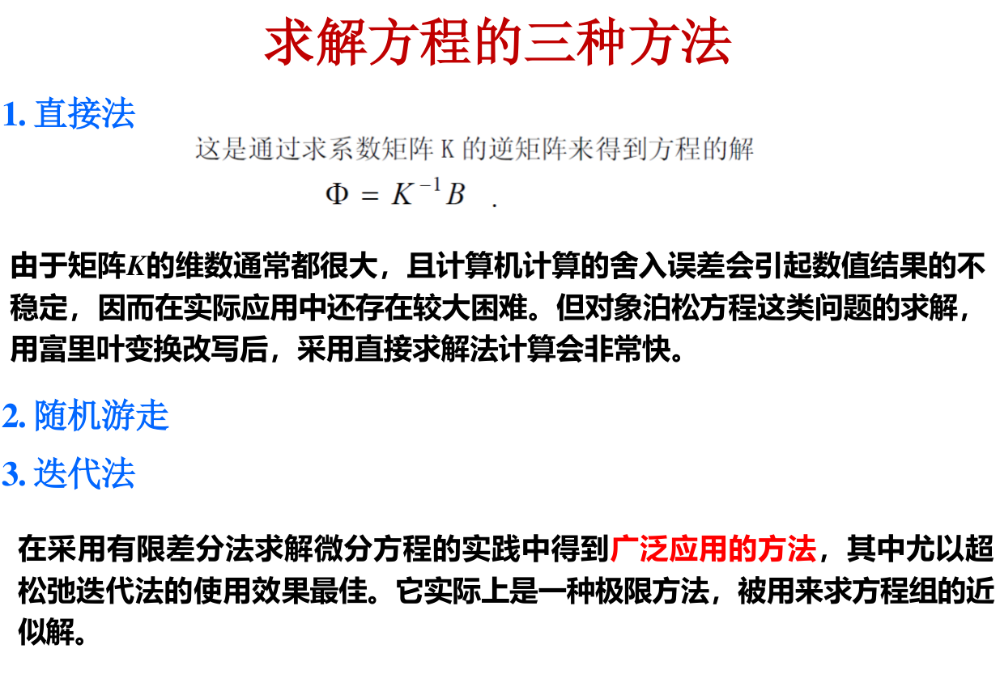 求解方程的三种方法
1. 直接法
这是通过求系数矩阵 K 的逆矩阵来得到方程的解
Φ = K⁻¹B .
由于矩阵K的维数通常都很大，且计算机计算的舍入误差会引起数值结果的不
稳定，因而在实际应用中还存在较大困难。但对象泊松方程这类问题的求解，
用富里叶变换改写后，采用直接求解法计算会非常快。
2. 随机游走
3. 迭代法
在采用有限差分法求解微分方程的实践中得到广泛应用的方法，其中尤以超
松弛迭代法的使用效果最佳。它实际上是一种极限方法，被用来求方程组的近
似解。